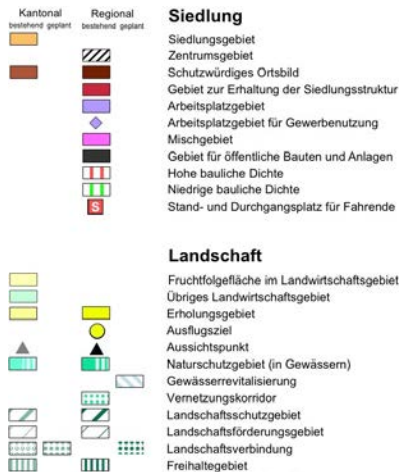 Kantonal Regional Siedlung
bestehend geplant bestehend geplant
Siedlungsgebiet
Zentrumsgebiet
Schutzwürdiges Ortsbild
Gebiet zur Erhaltung der Siedlungsstruktur
Arbeitsplatzgebiet
Arbeitsplatzgebiet für Gewerbenutzung
Mischgebiet
Gebiet für öffentliche Bauten und Anlagen
Hohe bauliche Dichte
Niedrige bauliche Dichte
S Stand- und Durchgangsplatz für Fahrende
Landschaft
Fruchtfolgefläche im Landwirtschaftsgebiet
Übriges Landwirtschaftsgebiet
Erholungsgebiet
Ausflugsziel
Aussichtspunkt
Naturschutzgebiet (in Gewässern)
Gewässerrevitalisierung
Vernetzungskorridor
Landschaftsschutzgebiet
Landschaftsförderungsgebiet
Landschaftsverbindung
Freihaltegebiet